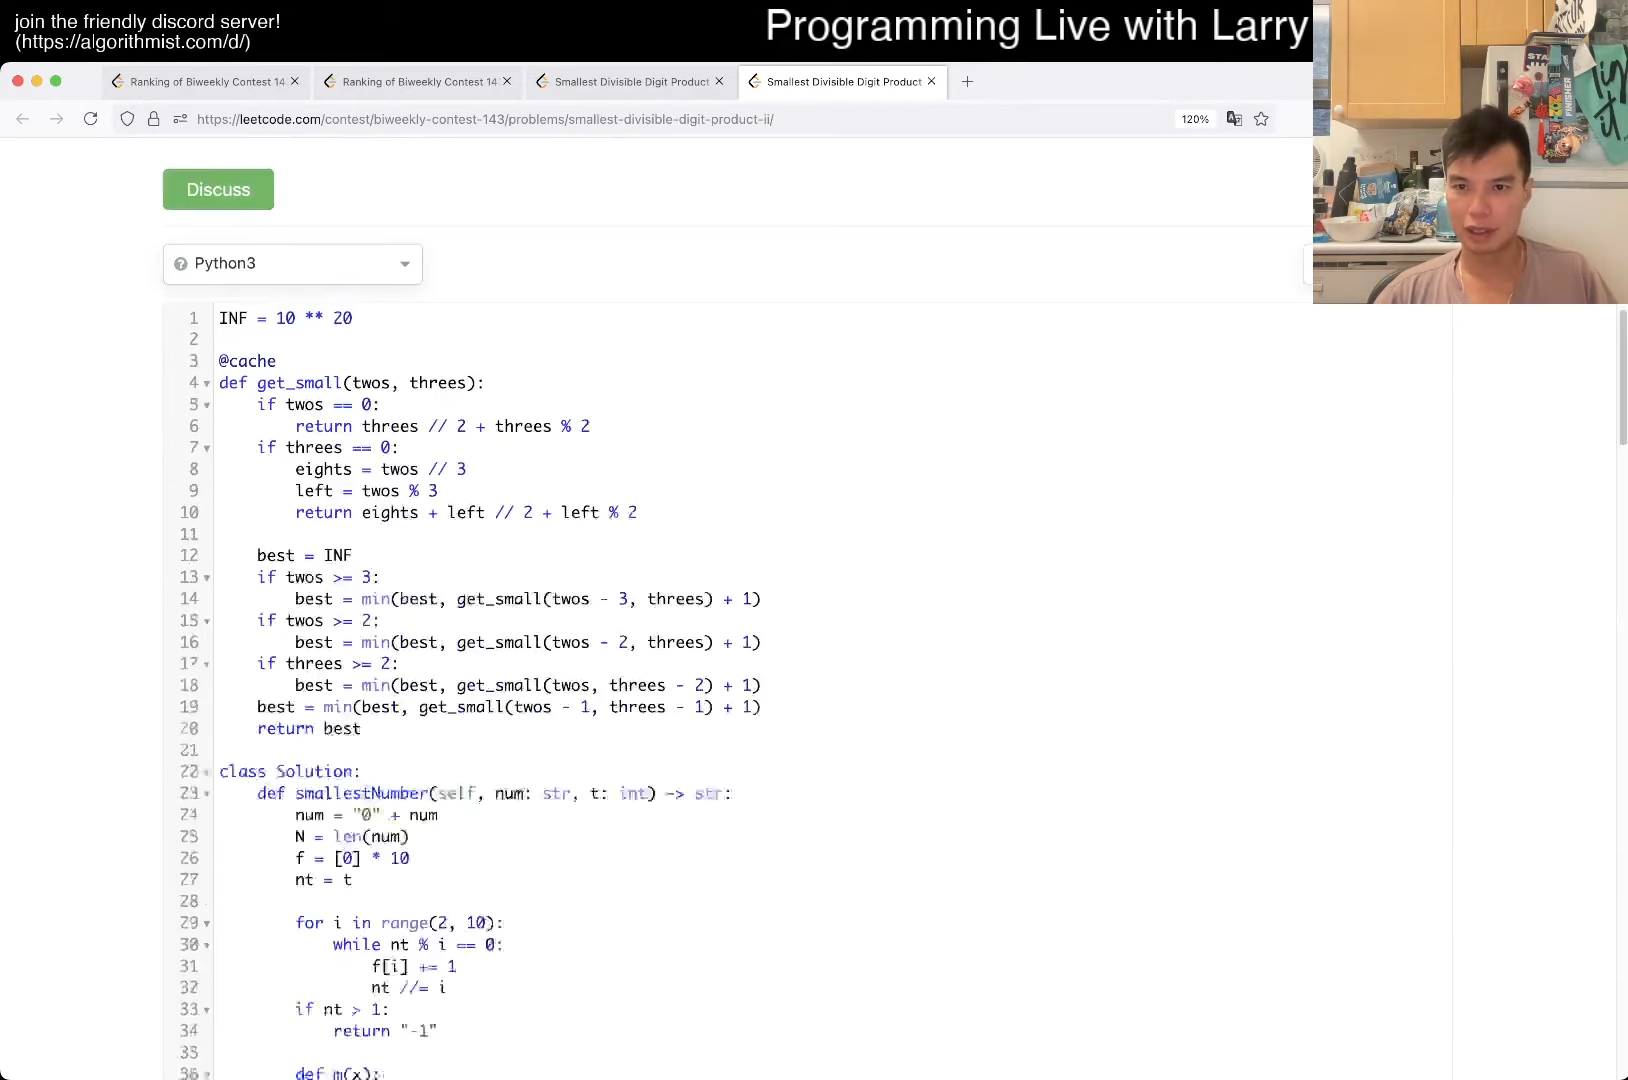 join the friendly discord server!
(https://algorithmist.com/d/)
Programming Live with Larry
Ranking of Biweekly Contest 14
Ranking of Biweekly Contest 14
Smallest Divisible Digit Product
Smallest Divisible Digit Product
https://leetcode.com/contest/biweekly-contest-143/problems/smallest-divisible-digit-product-ii/
120%
Discuss
Python3
1 INF = 10 ** 20
2
3 @cache
4 def get_small(twos, threes):
5 if twos == 0:
6 return threes // 2 + threes % 2
7 if threes == 0:
8 eights = twos // 3
9 left = twos % 3
10 return eights + left // 2 + left % 2
11
12 best = INF
13 if twos >= 3:
14 best = min(best, get_small(twos - 3, threes) + 1)
15 if twos >= 2:
16 best = min(best, get_small(twos - 2, threes) + 1)
17 if threes >= 2:
18 best = min(best, get_small(twos, threes - 2) + 1)
19 best = min(best, get_small(twos - 1, threes - 1) + 1)
20 return best
21
22 class Solution:
23 def smallestNumber(self, num: str, t: int) -> str:
24 num = "0" + num
25 N = len(num)
26 f = [0] * 10
27 nt = t
28
29 for i in range(2, 10):
30 while nt % i == 0:
31 f[i] += 1
32 nt //= i
33 if nt > 1:
34 return "-1"
35
36 def m(x):